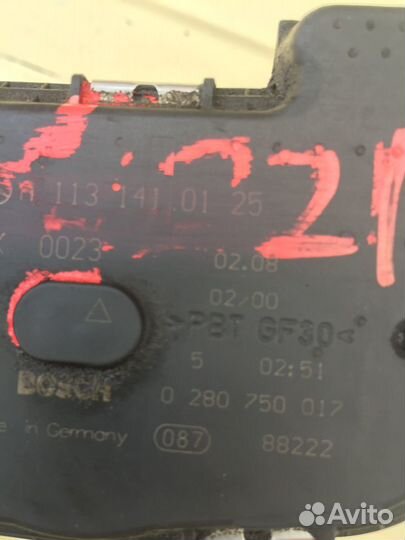 A 113 141 01 25
K 0023
02.08
02/00
>PBT GF30<
5 02:51
BOSCH
0 280 750 017
in Germany 087 88222
Avito